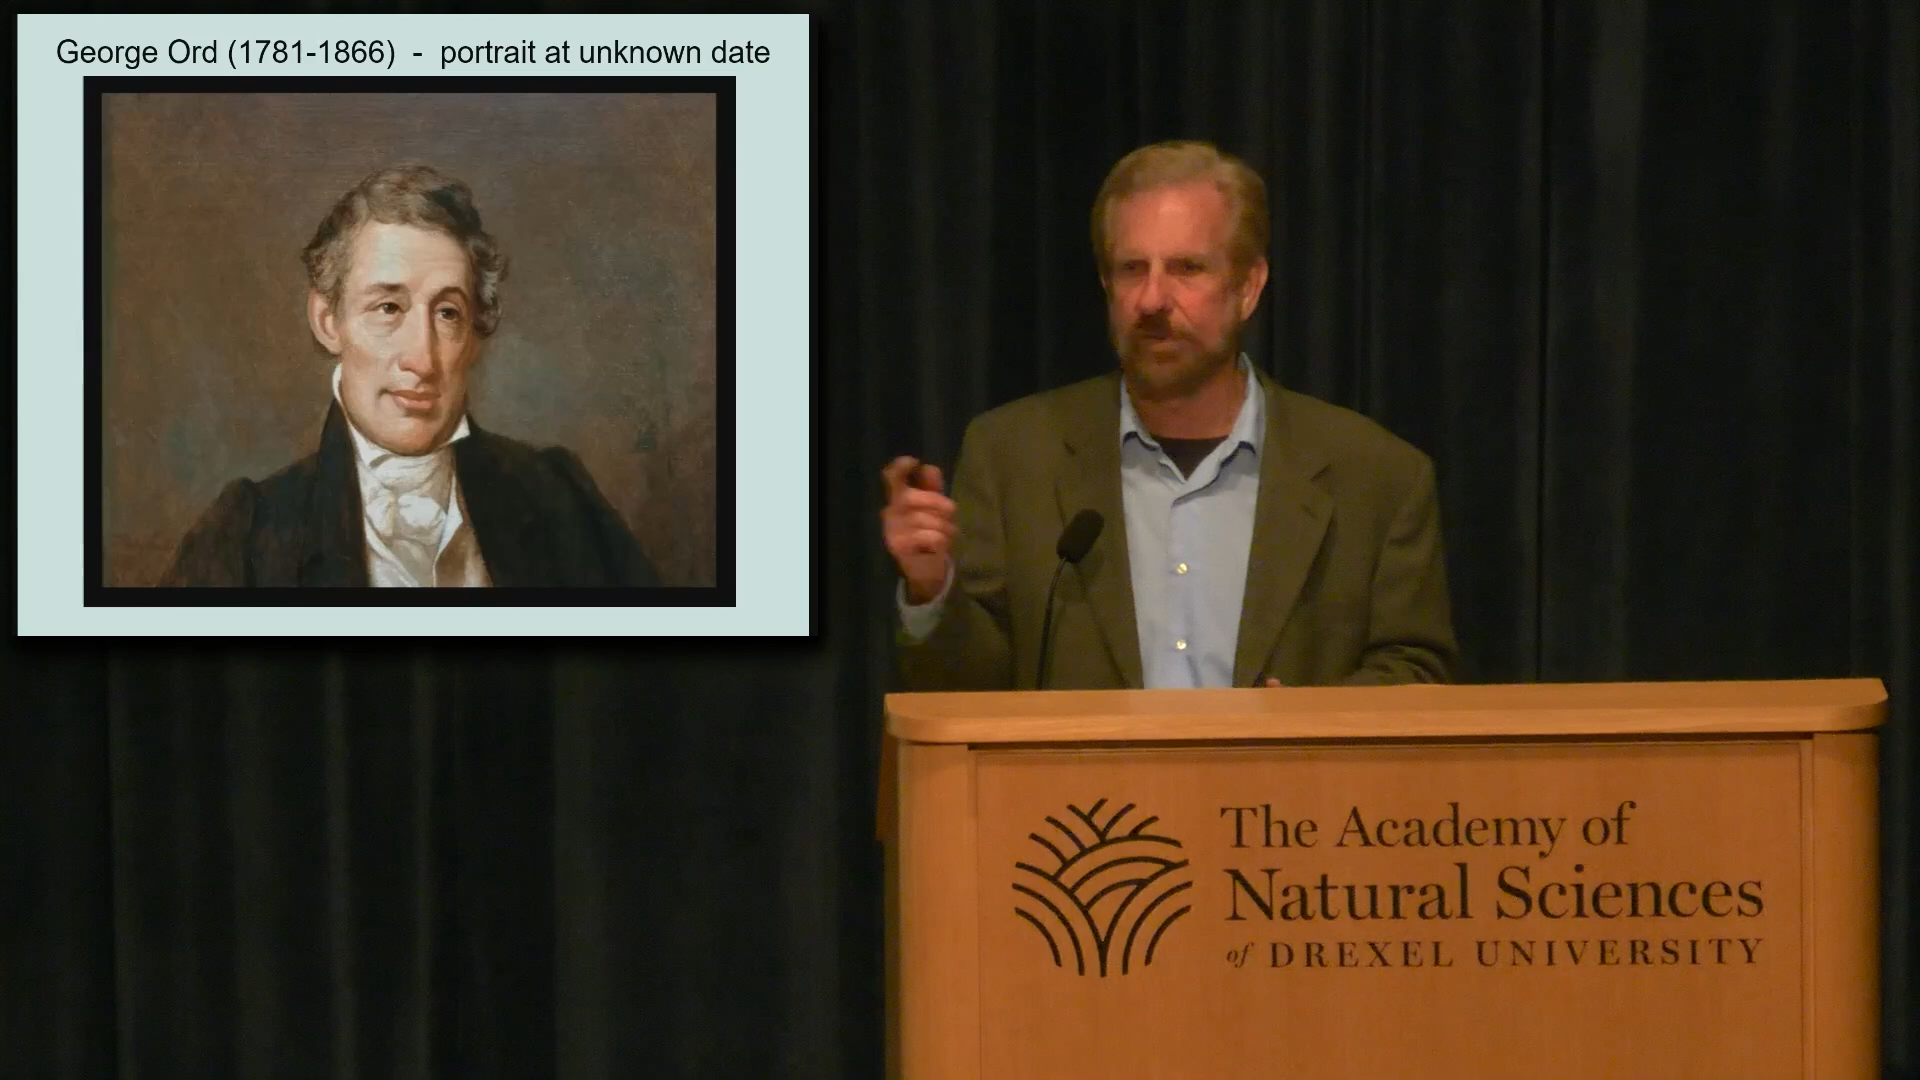 George Ord (1781-1866)  -  portrait at unknown date
The Academy of
Natural Sciences
of DREXEL UNIVERSITY